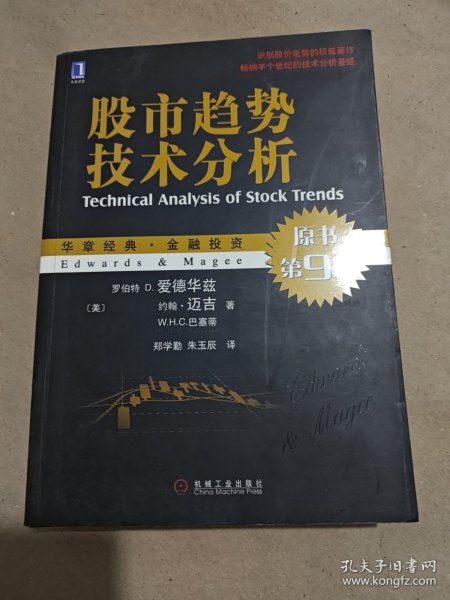 识别股价走势的权威著作
畅销半个世纪的技术分析圣经
股市趋势
技术分析
Technical Analysis of Stock Trends
华章经典·金融投资
Edwards & Magee
原书
第9
罗伯特 D. 爱德华兹
〔美〕 约翰·迈吉 著
W.H.C.巴塞蒂
郑学勤 朱玉辰 译
Edwards
& Magee
机械工业出版社
China Machine Press
孔夫子旧书网
www.kongfz.com